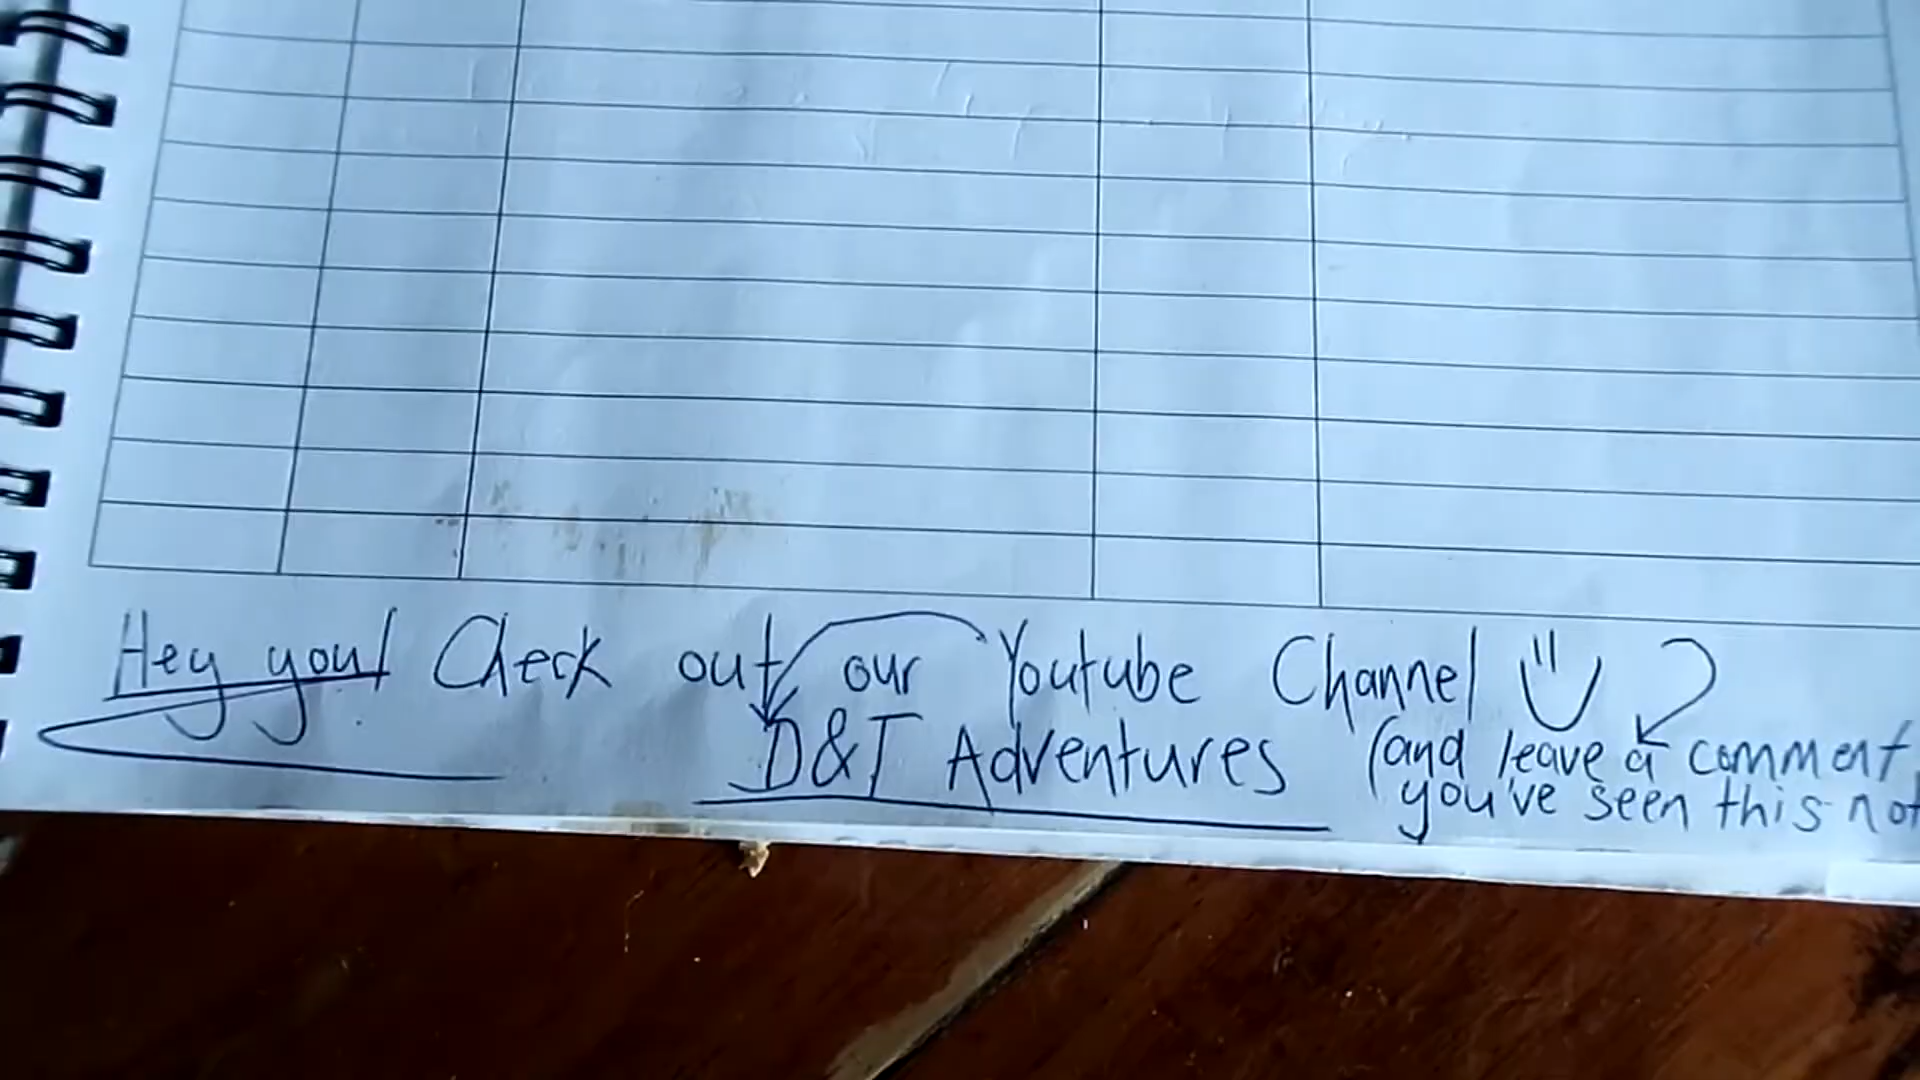 Hey you! Check out our Youtube Channel
D&T Adventures (and leave a comment,
you've seen this